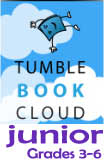 TUMBLE
BOOK
CLOUD
junior
Grades 3-6